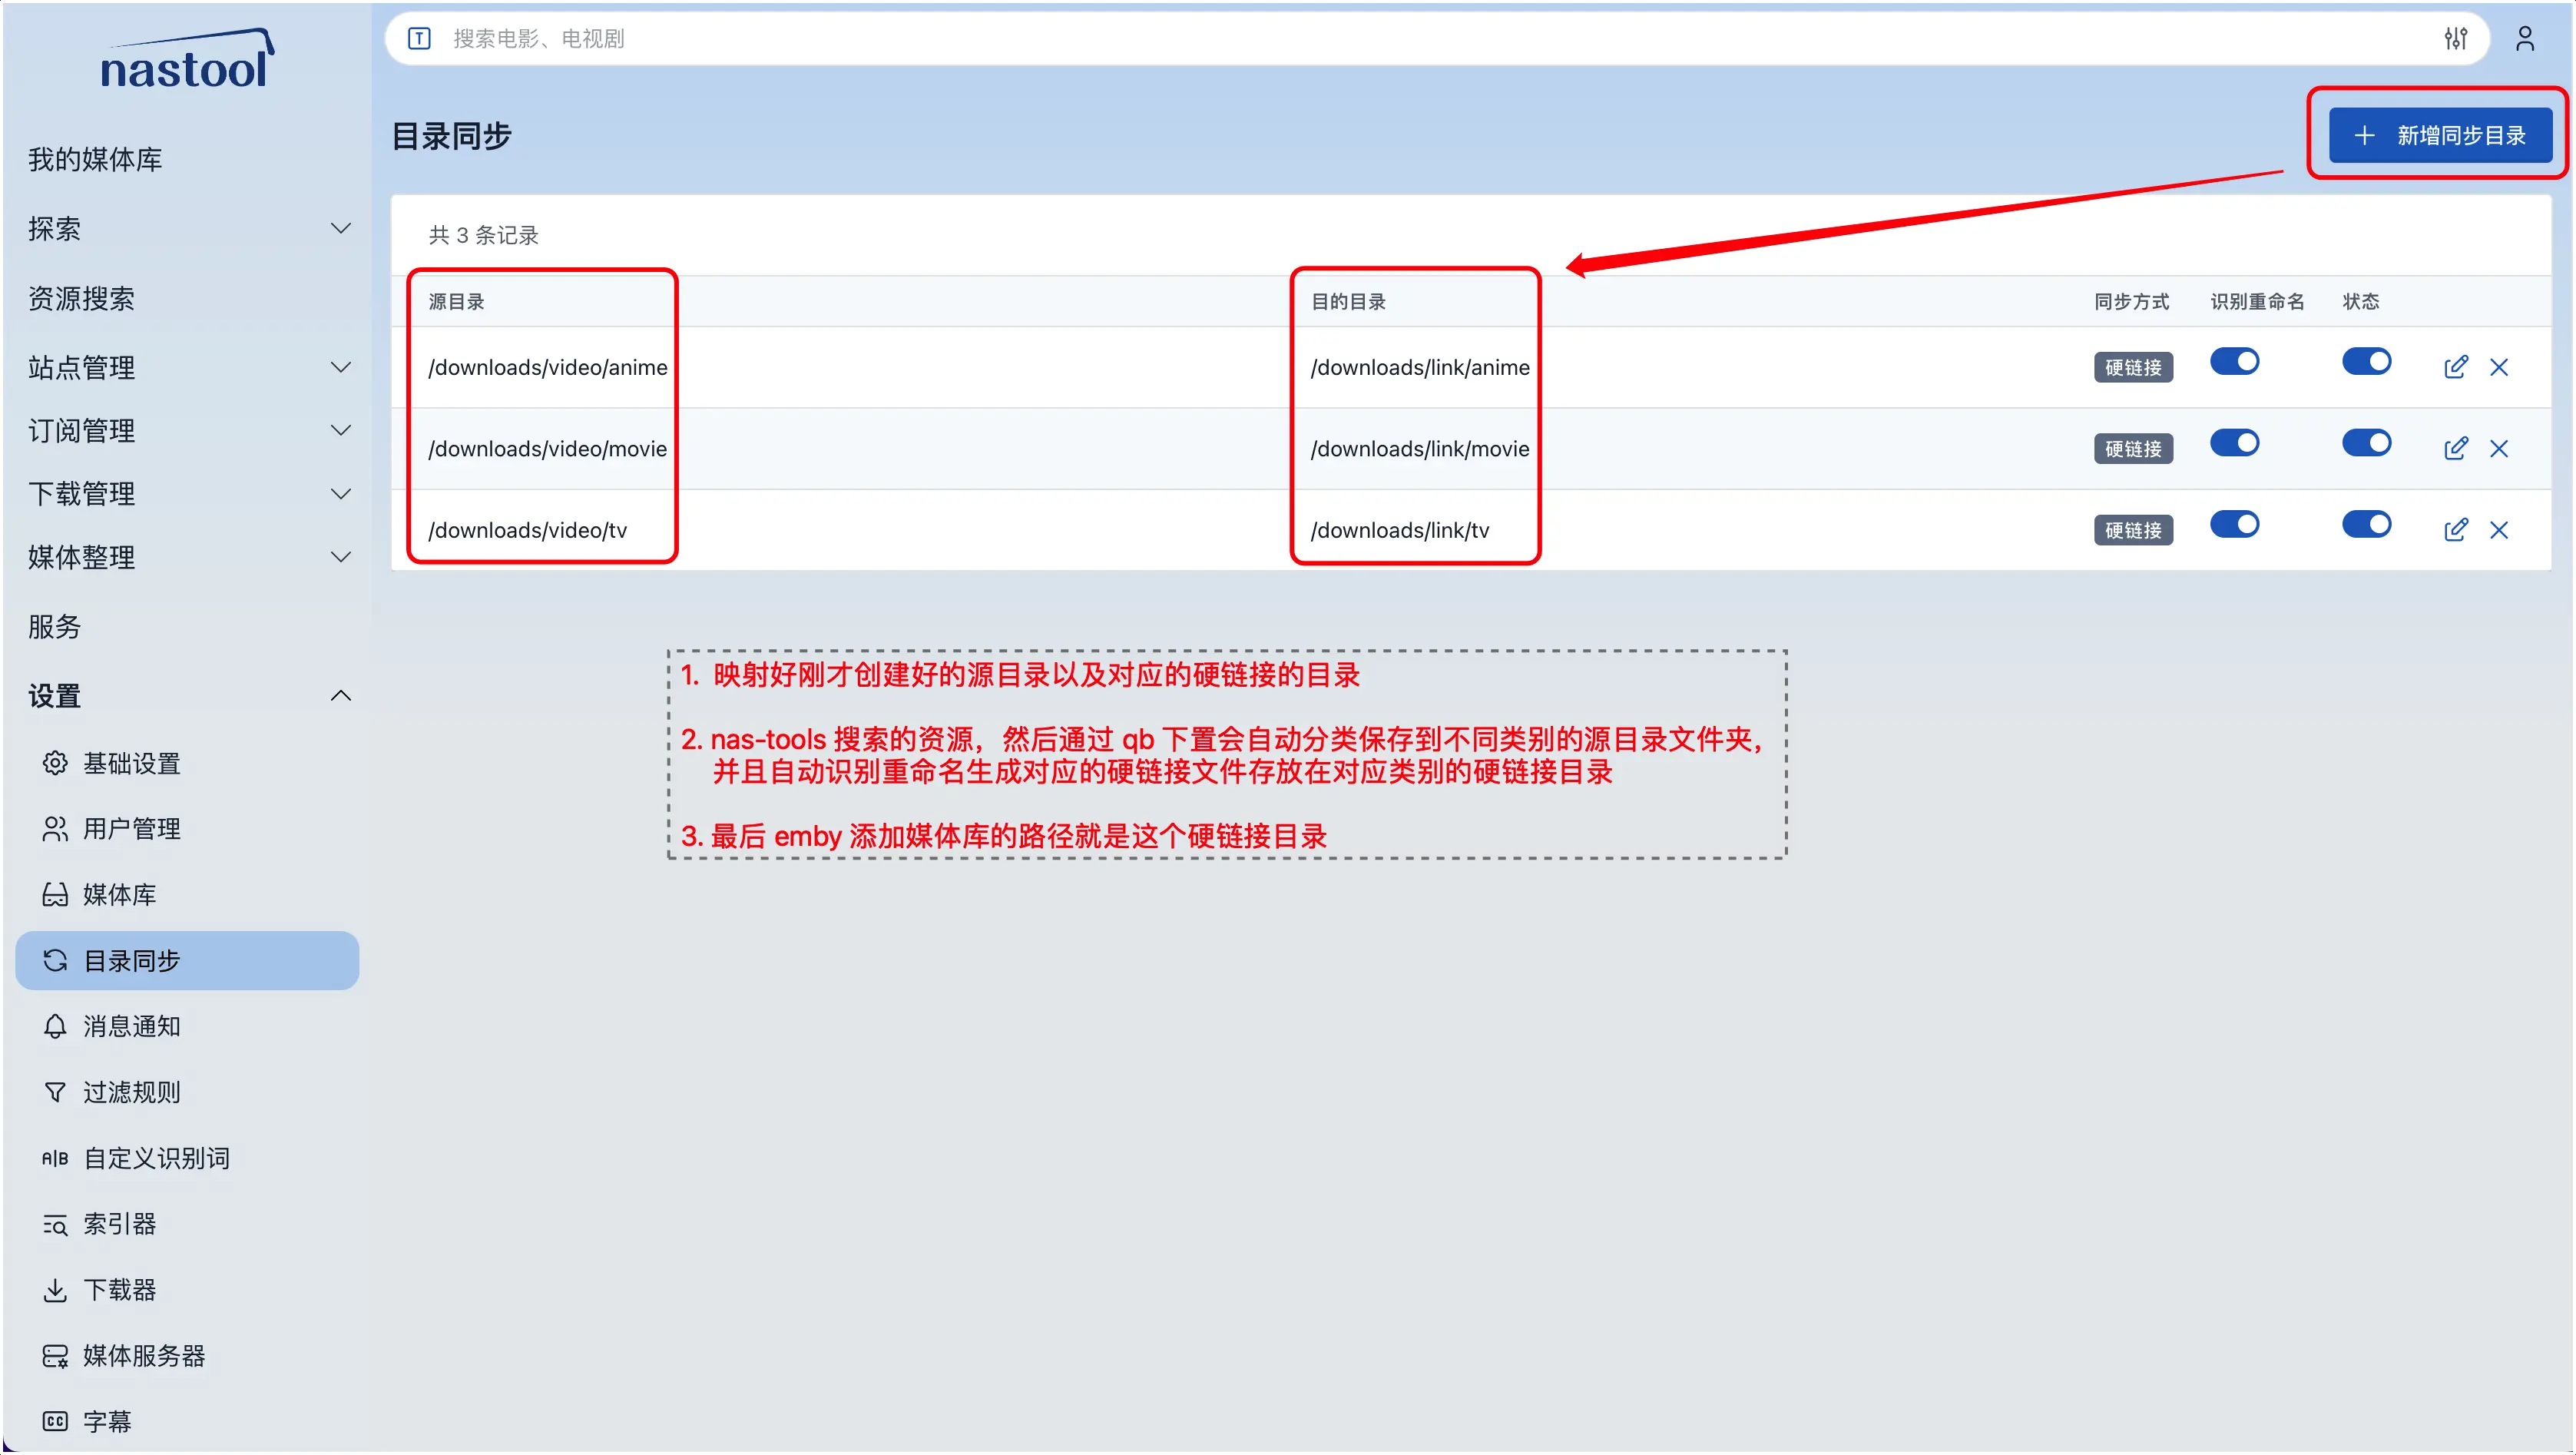 nastool
搜索电影、电视剧
我的媒体库
探索
资源搜索
站点管理
订阅管理
下载管理
媒体整理
服务
设置
基础设置
用户管理
媒体库
目录同步
消息通知
过滤规则
A|B 自定义识别词
索引器
下载器
媒体服务器
CC 字幕
目录同步
+ 新增同步目录
共 3 条记录
源目录 目的目录 同步方式 识别重命名 状态
/downloads/video/anime /downloads/link/anime 硬链接
/downloads/video/movie /downloads/link/movie 硬链接
/downloads/video/tv /downloads/link/tv 硬链接
1. 映射好刚才创建好的源目录以及对应的硬链接的目录
2. nas-tools 搜索的资源，然后通过 qb 下置会自动分类保存到不同类别的源目录文件夹，
并且自动识别重命名生成对应的硬链接文件存放在对应类别的硬链接目录
3. 最后 emby 添加媒体库的路径就是这个硬链接目录